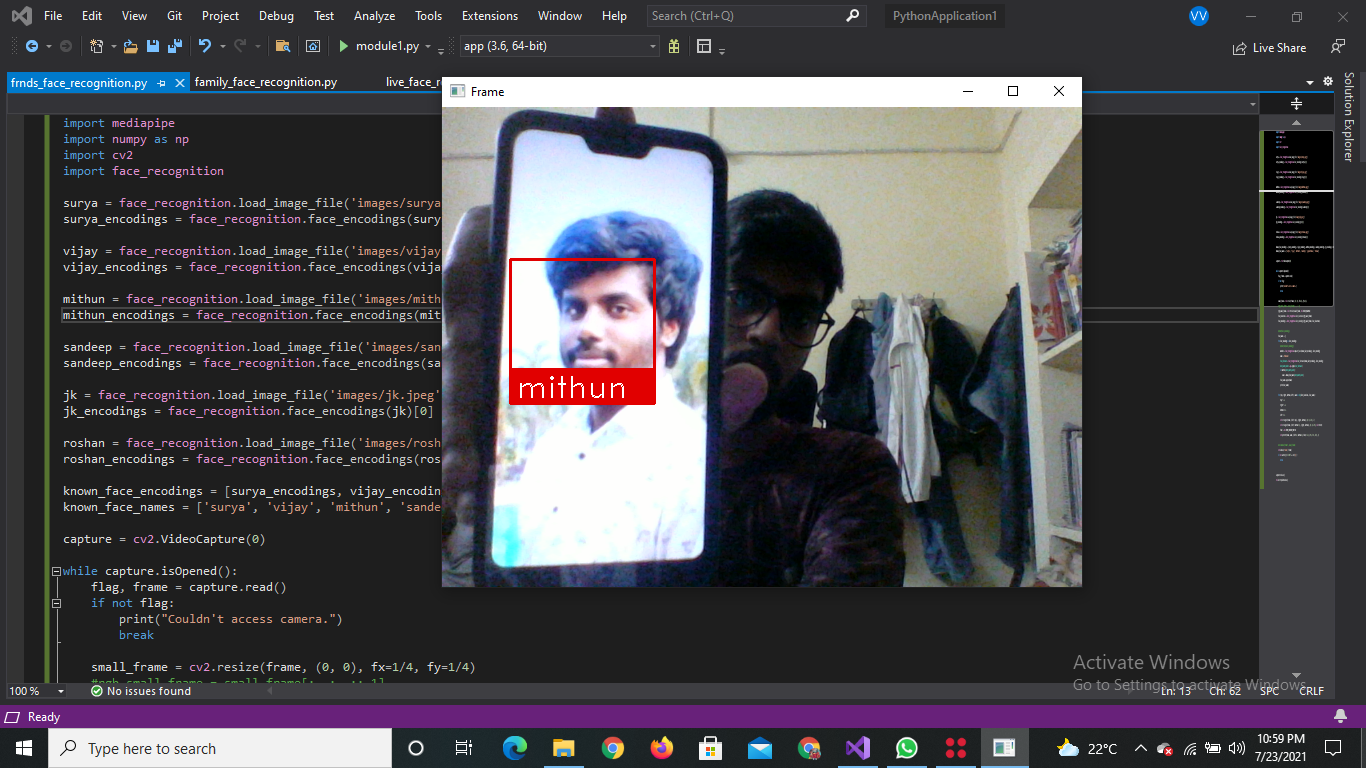 File Edit View Git Project Debug Test Analyze Tools Extensions Window Help Search (Ctrl+Q) PythonApplication1 VV
module1.py app (3.6, 64-bit) Live Share
frnds_face_recognition.py family_face_recognition.py live_face_r
Frame
Solution Explorer
import mediapipe
import numpy as np
import cv2
import face_recognition
surya = face_recognition.load_image_file('images/surya
surya_encodings = face_recognition.face_encodings(sury
vijay = face_recognition.load_image_file('images/vijay
vijay_encodings = face_recognition.face_encodings(vija
mithun = face_recognition.load_image_file('images/mith
mithun_encodings = face_recognition.face_encodings(mit
sandeep = face_recognition.load_image_file('images/san
sandeep_encodings = face_recognition.face_encodings(sa
jk = face_recognition.load_image_file('images/jk.jpeg'
jk_encodings = face_recognition.face_encodings(jk)[0]
roshan = face_recognition.load_image_file('images/rosh
roshan_encodings = face_recognition.face_encodings(ros
known_face_encodings = [surya_encodings, vijay_encodin
known_face_names = ['surya', 'vijay', 'mithun', 'sande
capture = cv2.VideoCapture(0)
while capture.isOpened():
flag, frame = capture.read()
if not flag:
print("Couldn't access camera.")
break
small_frame = cv2.resize(frame, (0, 0), fx=1/4, fy=1/4)
mithun
Activate Windows
Go to Settings to activate Windows.
100 % No issues found Ln: 13 Ch: 62 SPC CRLF
Ready
Type here to search 22°C 10:59 PM
7/23/2021